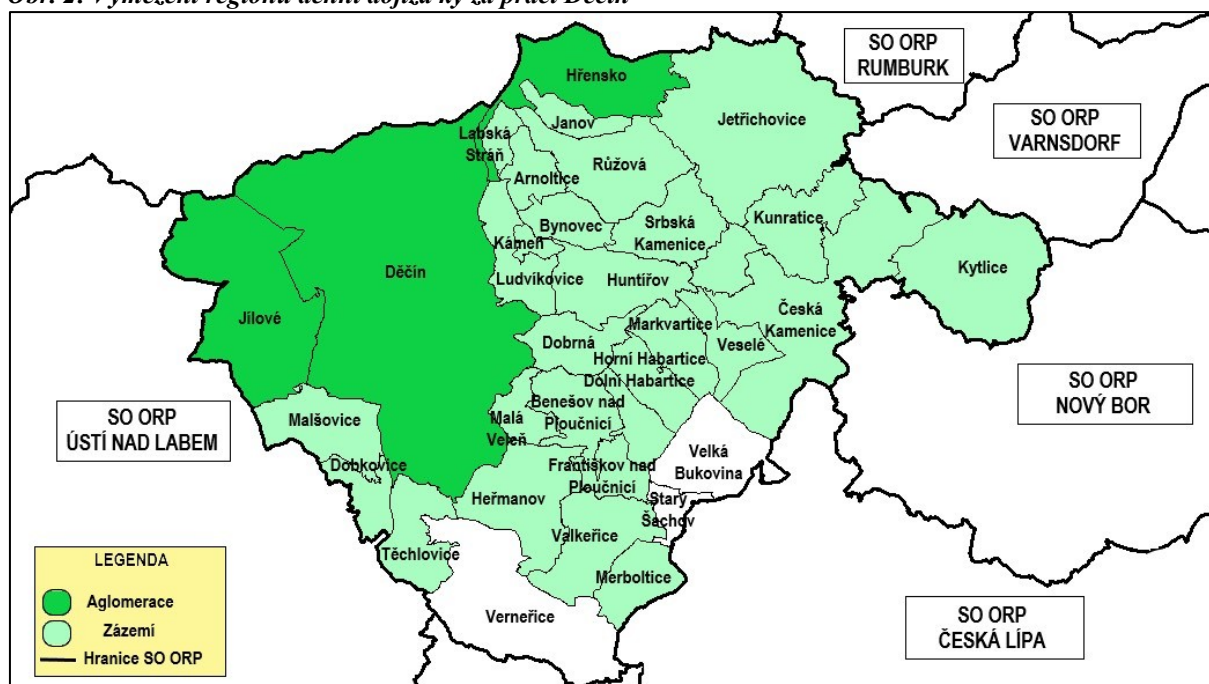 Obr. 2: Vymezení regionu denní dojížďky za prací Děčín
SO ORP
RUMBURK
SO ORP
VARNSDORF
Hřensko
Janov
Jetřichovice
Labská
Stráň
Růžová
Arnoltice
Bynovec
Srbská
Kamenice
Kunratice
Kámen
Ludvíkovice
Huntířov
Kytlice
Děčín
Jílové
Česká
Kamenice
Markvartice
Veselé
Dobrná
Horní Habartice
Dolní Habartice
SO ORP
NOVÝ BOR
SO ORP
ÚSTÍ NAD LABEM
Malšovice
Benešov nad
Ploučnicí
Malá
Veleň
Velká
Bukovina
Dobkovice
Františkov nad
Ploučnicí
Heřmanov
Starý
Šachov
Valkeřice
Těchlovice
Merboltice
Verneřice
SO ORP
ČESKÁ LÍPA
LEGENDA
Aglomerace
Zázemí
Hranice SO ORP